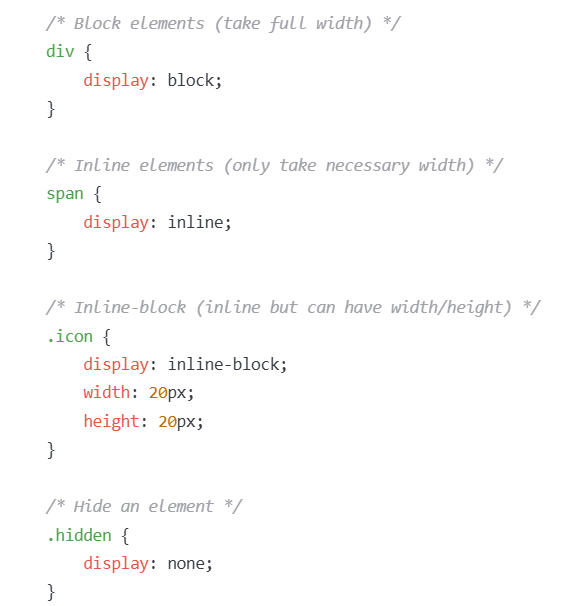 /* Block elements (take full width) */
div {
    display: block;
}

/* Inline elements (only take necessary width) */
span {
    display: inline;
}

/* Inline-block (inline but can have width/height) */
.icon {
    display: inline-block;
    width: 20px;
    height: 20px;
}

/* Hide an element */
.hidden {
    display: none;
}